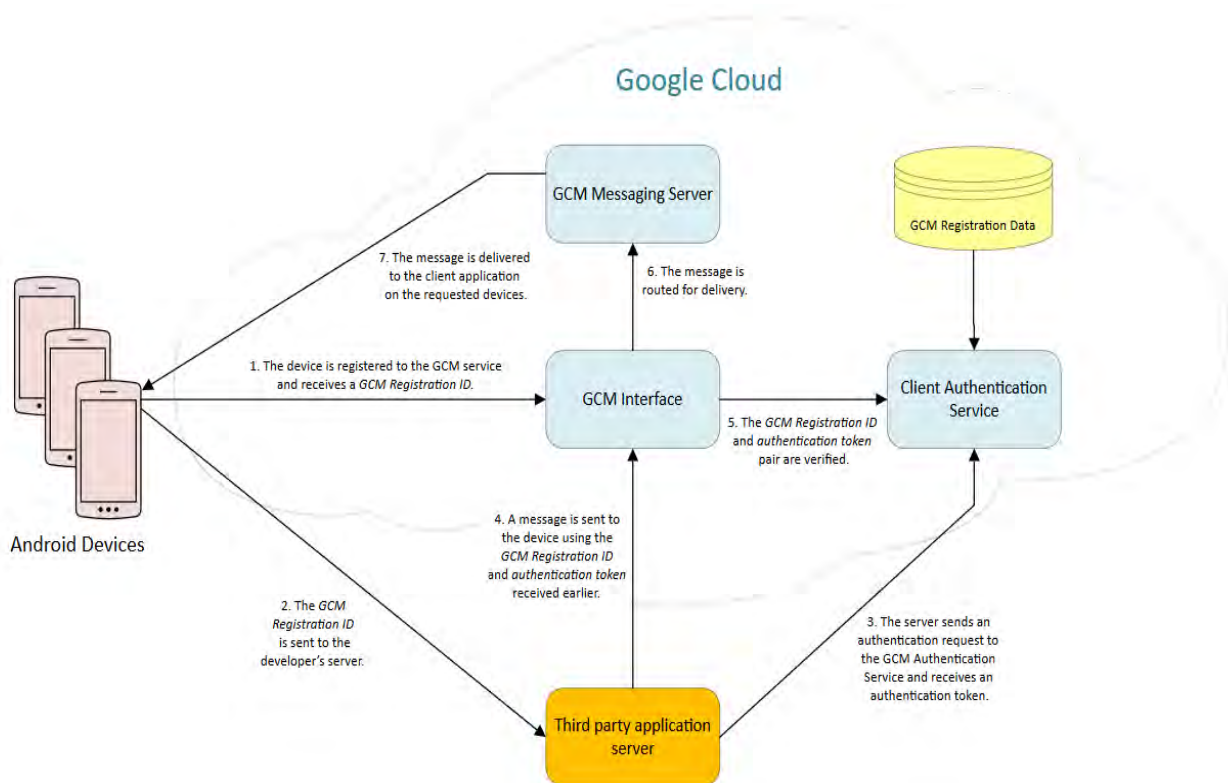 Google Cloud
GCM Messaging Server
GCM Registration Data
7. The message is delivered
to the client application
on the requested devices.
6. The message is
routed for delivery.
1. The device is registered to the GCM service
and receives a GCM Registration ID.
GCM Interface
Client Authentication
Service
5. The GCM Registration ID
and authentication token
pair are verified.
Android Devices
4. A message is sent to
the device using the
GCM Registration ID
and authentication token
received earlier.
2. The GCM
Registration ID
is sent to the
developer's server.
3. The server sends an
authentication request to
the GCM Authentication
Service and receives an
authentication token.
Third party application
server